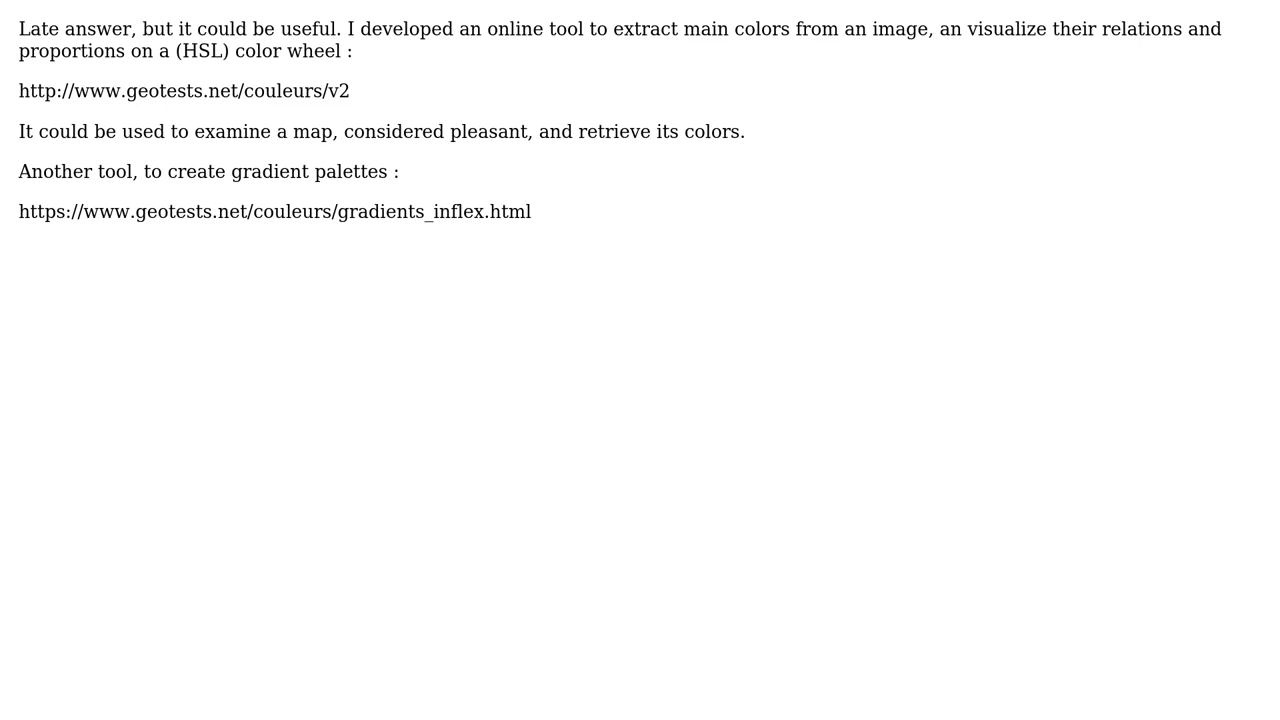 Late answer, but it could be useful. I developed an online tool to extract main colors from an image, an visualize their relations and
proportions on a (HSL) color wheel :
http://www.geotests.net/couleurs/v2
It could be used to examine a map, considered pleasant, and retrieve its colors.
Another tool, to create gradient palettes :
https://www.geotests.net/couleurs/gradients_inflex.html